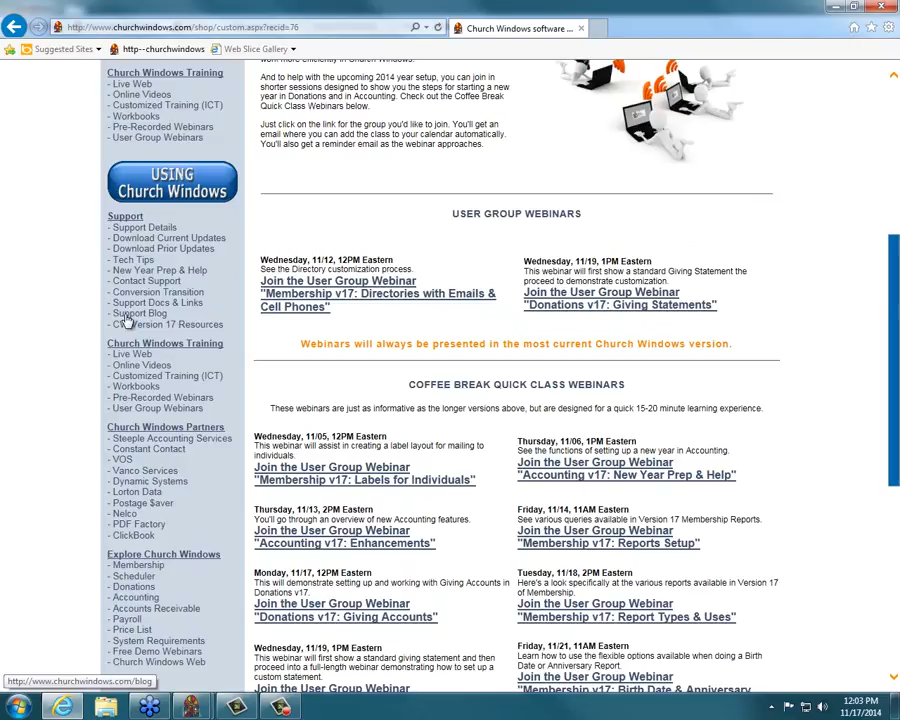 http://www.churchwindows.com/shop/custom.aspx?recid=76
Church Windows software ...
Suggested Sites
http--churchwindows
Web Slice Gallery
Church Windows Training
- Live Web
- Online Videos
- Customized Training (ICT)
- Workbooks
- Pre-Recorded Webinars
- User Group Webinars
USING
Church Windows
Support
- Support Details
- Download Current Updates
- Download Prior Updates
- Tech Tips
- New Year Prep & Help
- Contact Support
- Conversion Transition
- Support Docs & Links
- Support Blog
Version 17 Resources
Church Windows Training
- Live Web
- Online Videos
- Customized Training (ICT)
- Workbooks
- Pre-Recorded Webinars
- User Group Webinars
Church Windows Partners
- Steeple Accounting Services
- Constant Contact
- VOS
- Vanco Services
- Dynamic Systems
- Lorton Data
- Postage $aver
- Nelco
- PDF Factory
- ClickBook
Explore Church Windows
- Membership
- Scheduler
- Donations
- Accounting
- Accounts Receivable
- Payroll
- Price List
- System Requirements
- Free Demo Webinars
- Church Windows Web
efficiently in Church Windows.
And to help with the upcoming 2014 year setup, you can join in
shorter sessions designed to show you the steps for starting a new
year in Donations and in Accounting. Check out the Coffee Break
Quick Class Webinars below.
Just click on the link for the group you'd like to join. You'll get an
email where you can add the class to your calendar automatically.
You'll also get a reminder email as the webinar approaches.
USER GROUP WEBINARS
Wednesday, 11/12, 12PM Eastern
See the Directory customization process.
Join the User Group Webinar
"Membership v17: Directories with Emails &
Cell Phones"
Wednesday, 11/19, 1PM Eastern
This webinar will first show a standard Giving Statement the
proceed to demonstrate customization.
Join the User Group Webinar
"Donations v17: Giving Statements"
Webinars will always be presented in the most current Church Windows version.
COFFEE BREAK QUICK CLASS WEBINARS
These webinars are just as informative as the longer versions above, but are designed for a quick 15-20 minute learning experience.
Wednesday, 11/05, 12PM Eastern
This webinar will assist in creating a label layout for mailing to
individuals.
Join the User Group Webinar
"Membership v17: Labels for Individuals"
Thursday, 11/06, 1PM Eastern
See the functions of setting up a new year in Accounting.
Join the User Group Webinar
"Accounting v17: New Year Prep & Help"
Thursday, 11/13, 2PM Eastern
You'll go through an overview of new Accounting features.
Join the User Group Webinar
"Accounting v17: Enhancements"
Friday, 11/14, 11AM Eastern
See various queries available in Version 17 Membership Reports.
Join the User Group Webinar
"Membership v17: Reports Setup"
Monday, 11/17, 12PM Eastern
This will demonstrate setting up and working with Giving Accounts in
Donations v17.
Join the User Group Webinar
"Donations v17: Giving Accounts"
Tuesday, 11/18, 2PM Eastern
Here's a look specifically at the various reports available in Version 17
of Membership.
Join the User Group Webinar
"Membership v17: Report Types & Uses"
Wednesday, 11/19, 1PM Eastern
This webinar will first show a standard giving statement and then
proceed into a full-length webinar demonstrating how to set up a
custom statement.
Join the User Group Webinar
Friday, 11/21, 11AM Eastern
Learn how to use the flexible options available when doing a Birth
Date or Anniversary Report.
Join the User Group Webinar
"Membership v17: Birth Date & Anniversary
http://www.churchwindows.com/blog
12:03 PM
11/17/2014